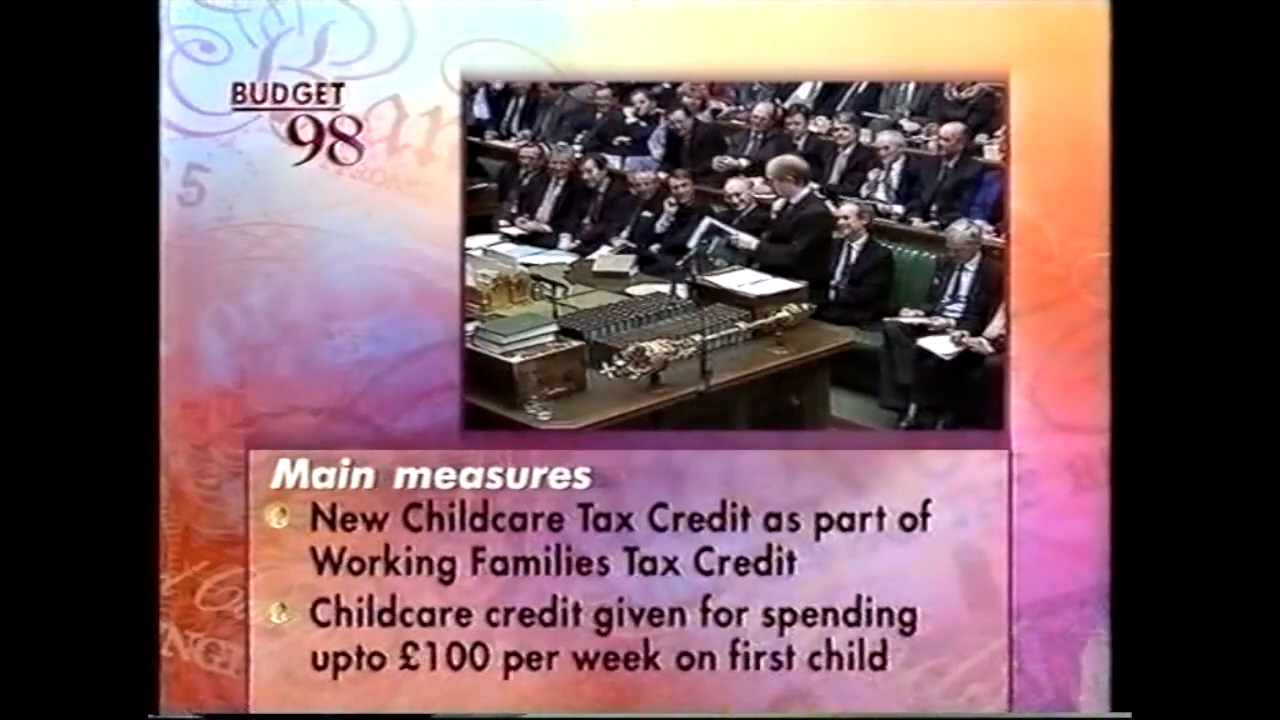 BUDGET
98
5
Main measures
New Childcare Tax Credit as part of
Working Families Tax Credit
Childcare credit given for spending
upto £100 per week on first child